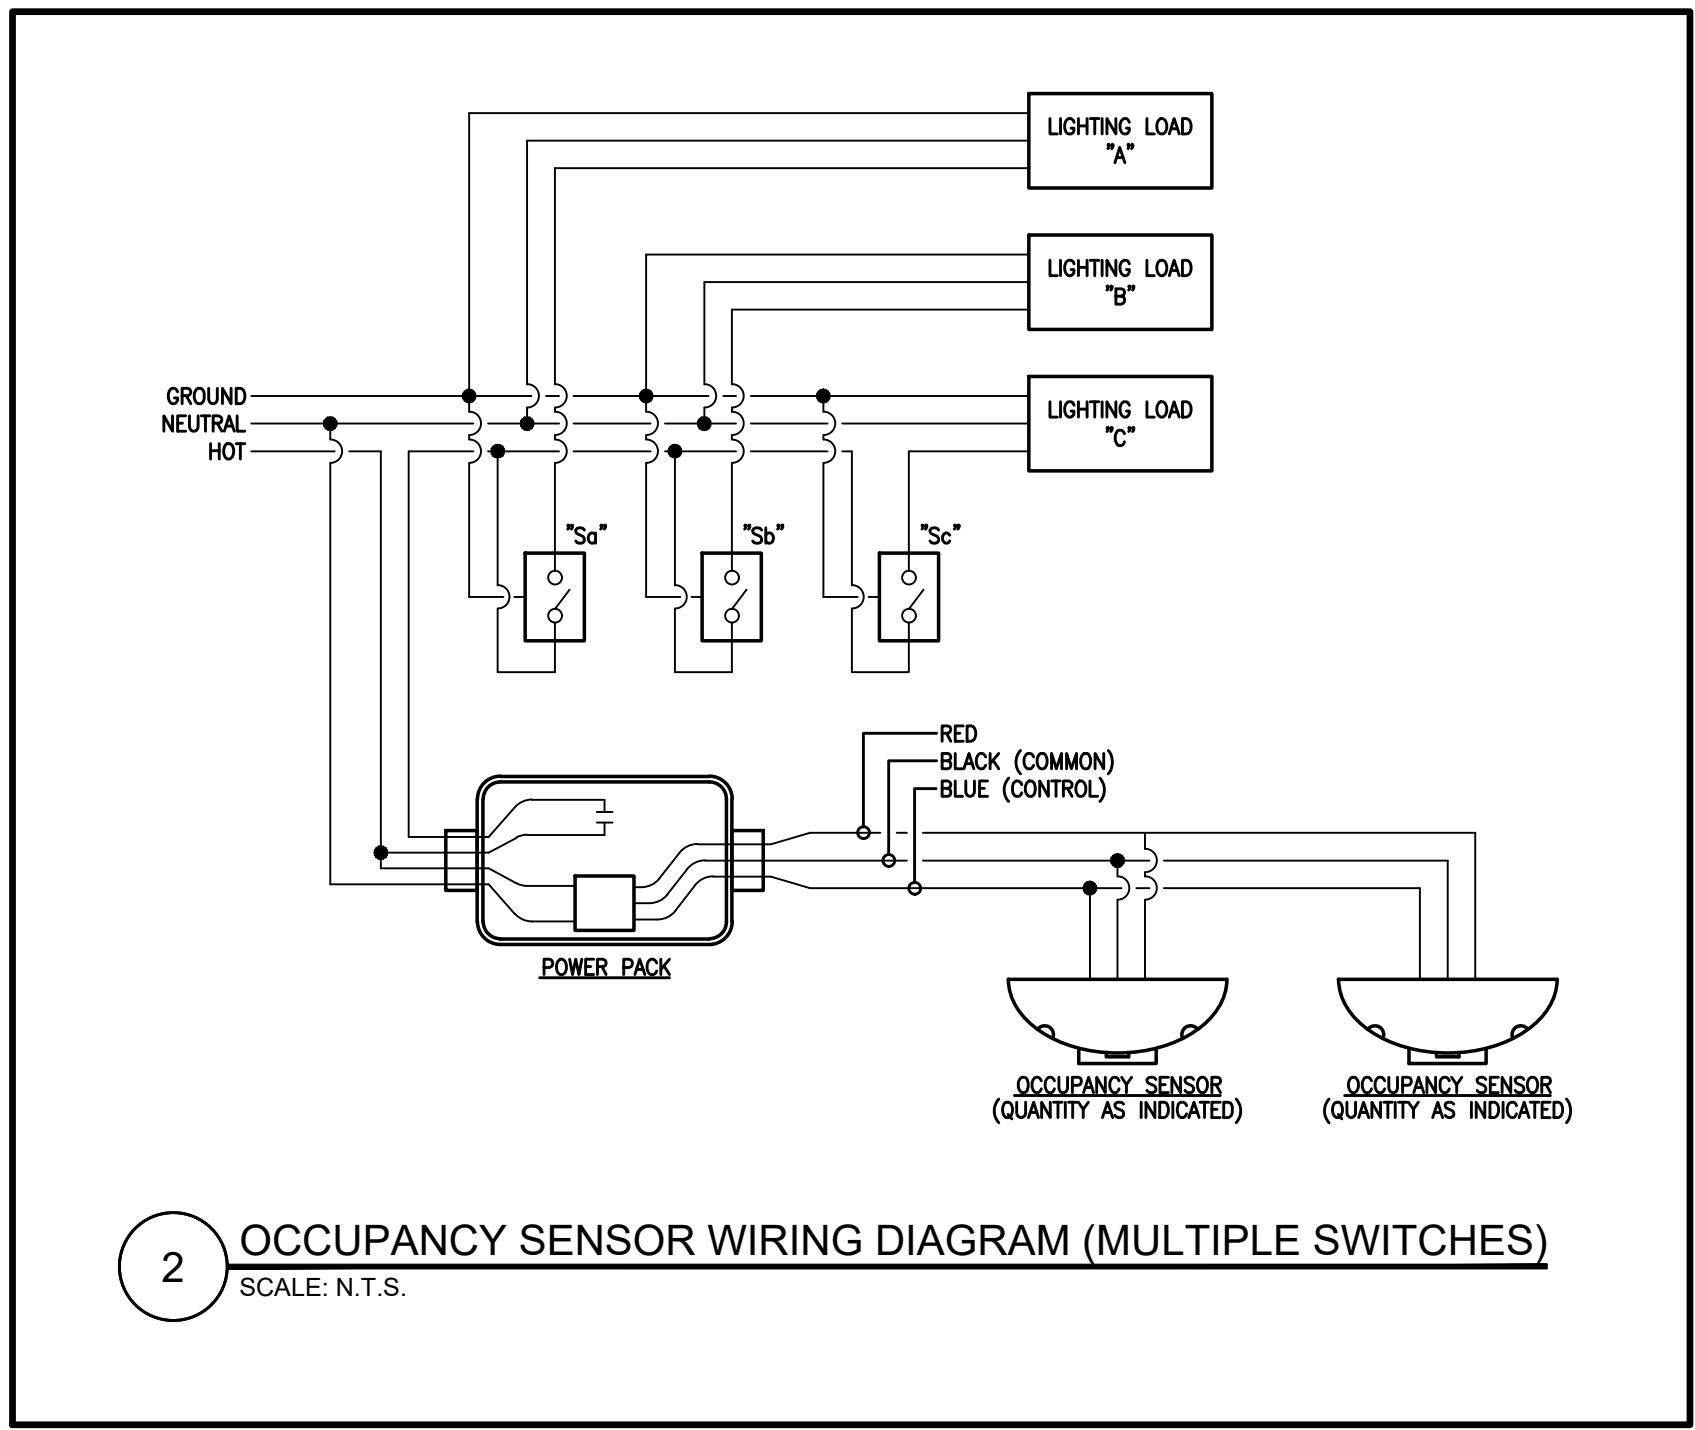 LIGHTING LOAD
"A"
LIGHTING LOAD
"B"
GROUND
NEUTRAL
HOT
LIGHTING LOAD
"C"
"Sa"
"Sb"
"Sc"
RED
BLACK (COMMON)
BLUE (CONTROL)
POWER PACK
OCCUPANCY SENSOR
(QUANTITY AS INDICATED)
OCCUPANCY SENSOR
(QUANTITY AS INDICATED)
2
OCCUPANCY SENSOR WIRING DIAGRAM (MULTIPLE SWITCHES)
SCALE: N.T.S.